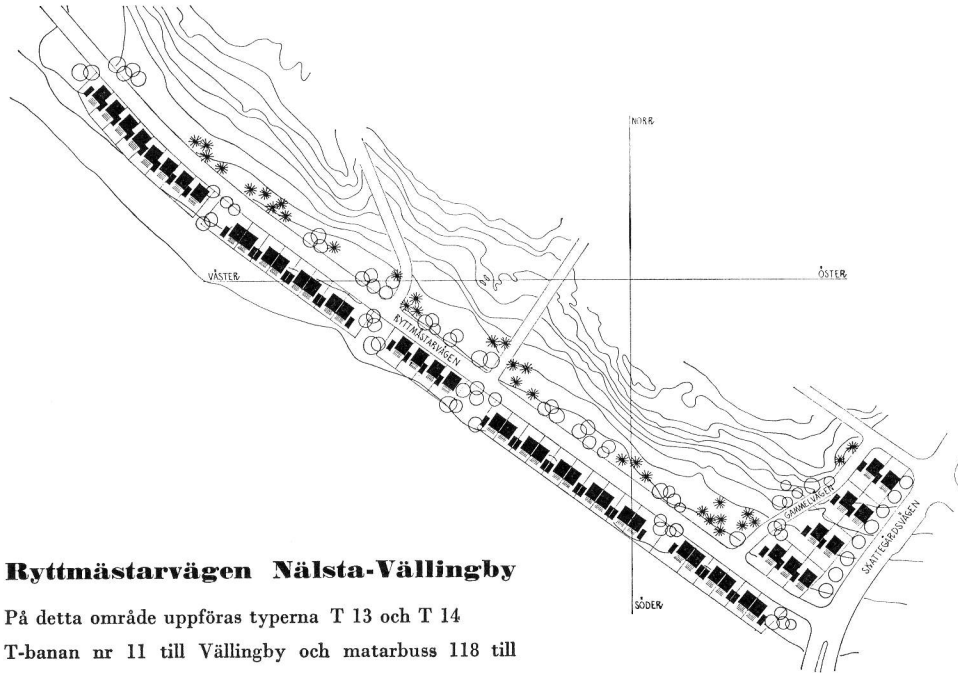 NORR
VÄSTER
ÖSTER
RYTTMÄSTARVÄGEN
GAMMELVÄGEN
SKATTEGÅRDSVÄGEN
SÖDER
Ryttmästarvägen Nälsta-Vällingby
På detta område uppföras typerna T 13 och T 14
T-banan nr 11 till Vällingby och matarbuss 118 till